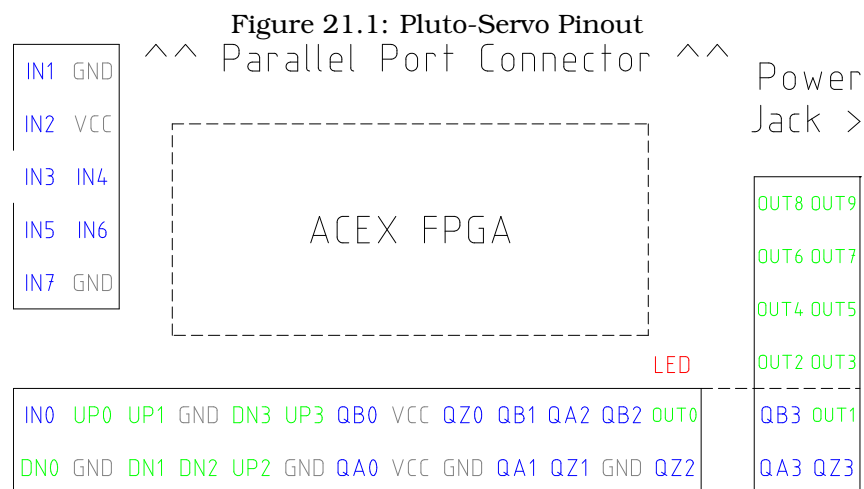 Figure 21.1: Pluto-Servo Pinout
^^ Parallel Port Connector ^^
Power
Jack >
IN1 GND
IN2 VCC
IN3 IN4
IN5 IN6
IN7 GND
ACEX FPGA
OUT8 OUT9
OUT6 OUT7
OUT4 OUT5
OUT2 OUT3
LED
IN0 UP0 UP1 GND DN3 UP3 QB0 VCC QZ0 QB1 QA2 QB2 OUT0
QB3 OUT1
DN0 GND DN1 DN2 UP2 GND QA0 VCC GND QA1 QZ1 GND QZ2
QA3 QZ3